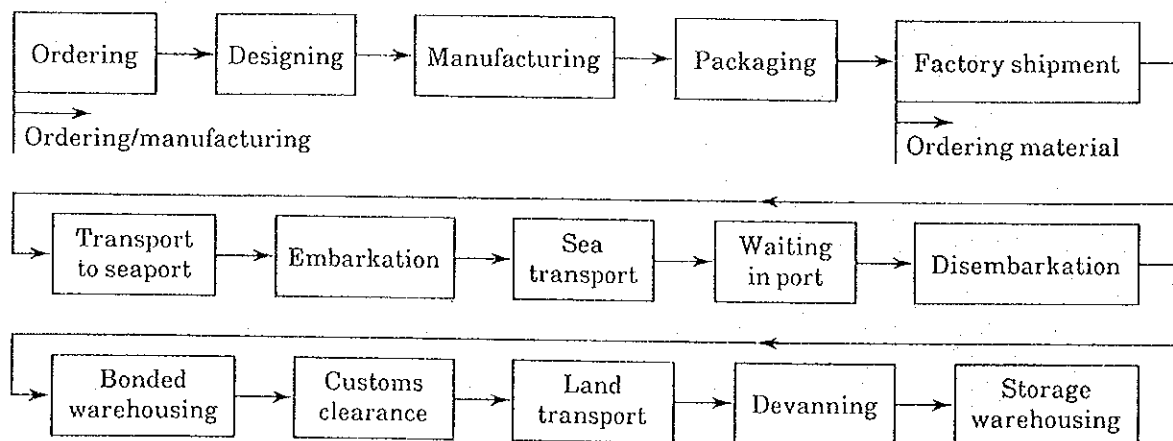 Ordering
Designing
Manufacturing
Packaging
Factory shipment
Ordering/manufacturing
Ordering material
Transport
to seaport
Embarkation
Sea
transport
Waiting
in port
Disembarkation
Bonded
warehousing
Customs
clearance
Land
transport
Devanning
Storage
warehousing